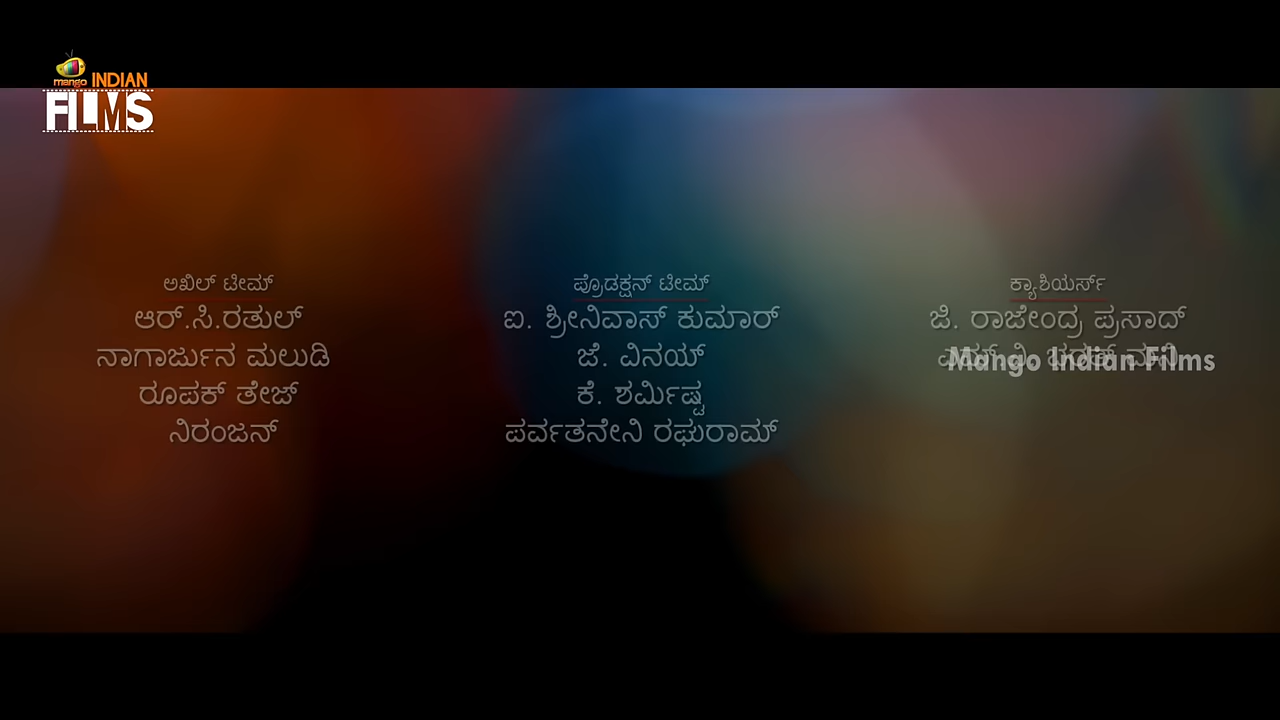 mango INDIAN
FILMS
ಅಖಿಲ್ ಟೀಮ್
ಆರ್.ಸಿ.ರತುಲ್
ನಾಗಾರ್ಜುನ ಮಲುಡಿ
ರೂಪಕ್ ತೇಜ್
ನಿರಂಜನ್
ಪ್ರೊಡಕ್ಷನ್ ಟೀಮ್
ಐ. ಶ್ರೀನಿವಾಸ್ ಕುಮಾರ್
ಜೆ. ವಿನಯ್
ಕೆ. ಶರ್ಮಿಷ್ಟ
ಪರ್ವತನೇನಿ ರಘುರಾಮ್
ಕ್ಯಾಶಿಯರ್ಸ್
ಜಿ. ರಾಜೇಂದ್ರ ಪ್ರಸಾದ್
Mango Indian Films